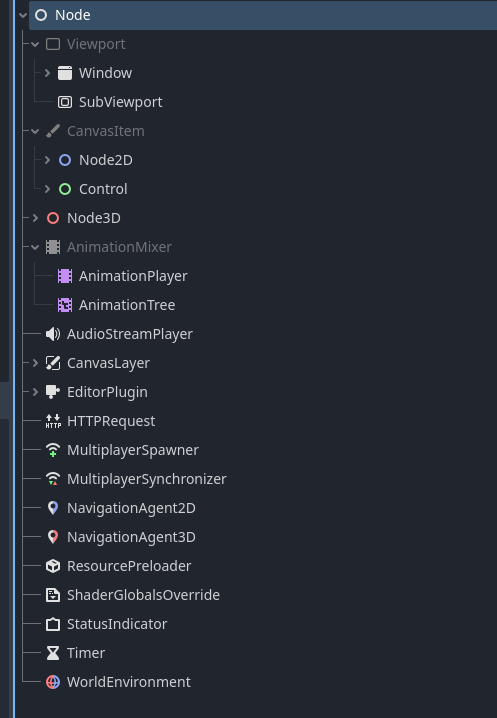 Node
Viewport
Window
SubViewport
CanvasItem
Node2D
Control
Node3D
AnimationMixer
AnimationPlayer
AnimationTree
AudioStreamPlayer
CanvasLayer
EditorPlugin
HTTP HTTPRequest
MultiplayerSpawner
MultiplayerSynchronizer
NavigationAgent2D
NavigationAgent3D
ResourcePreloader
ShaderGlobalsOverride
StatusIndicator
Timer
WorldEnvironment